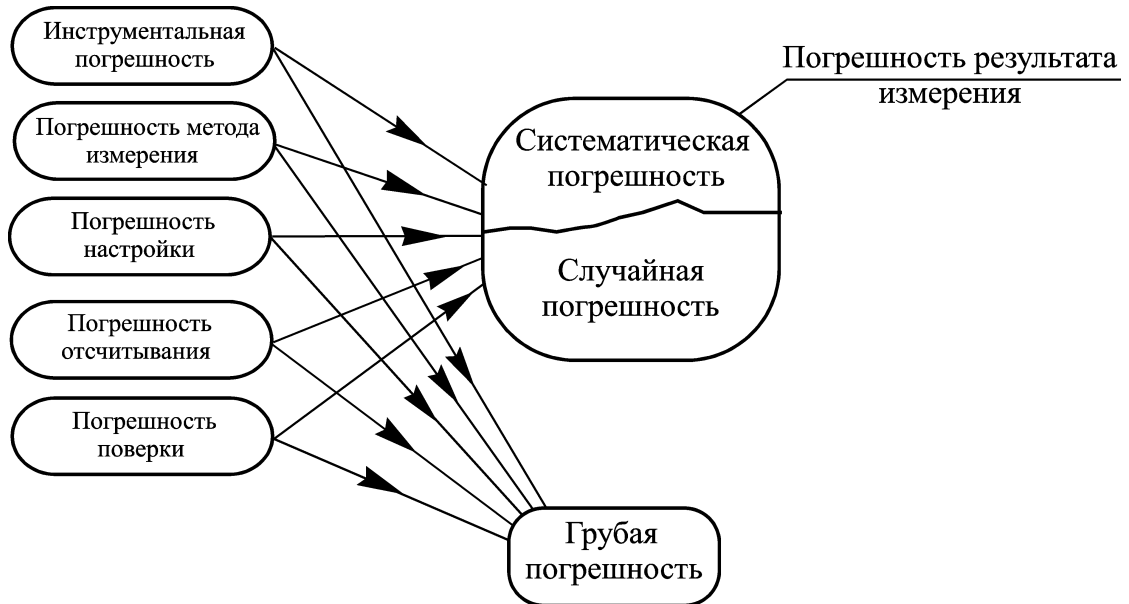 Инструментальная
погрешность
Погрешность метода
измерения
Погрешность
настройки
Погрешность
отсчитывания
Погрешность
поверки
Погрешность результата
измерения
Систематическая
погрешность
Случайная
погрешность
Грубая
погрешность